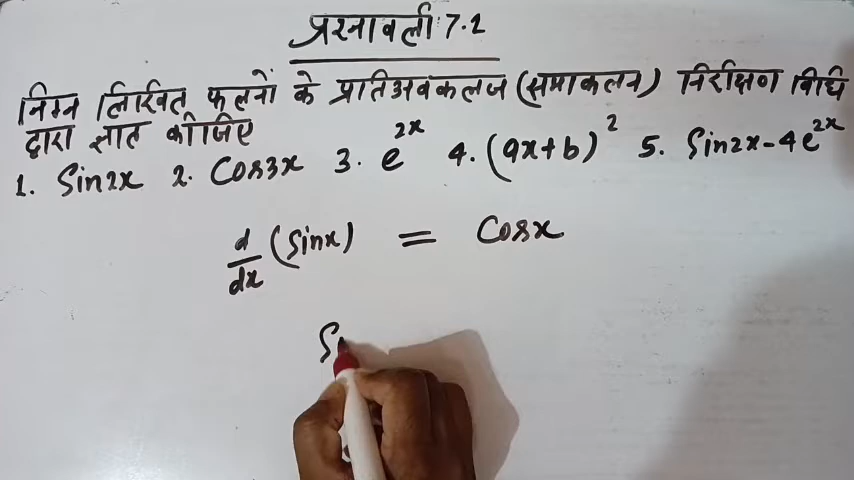 प्रश्नावली 7.1
निम्न लिखित फलनों के प्रतिअवकलज (समाकलन) निरीक्षण विधि
द्वारा ज्ञात कीजिए
1. Sin2x 2. Cos3x 3. e^2x 4. (ax+b)^2 5. Sin2x-4e^2x
d/dx (Sinx) = Cosx